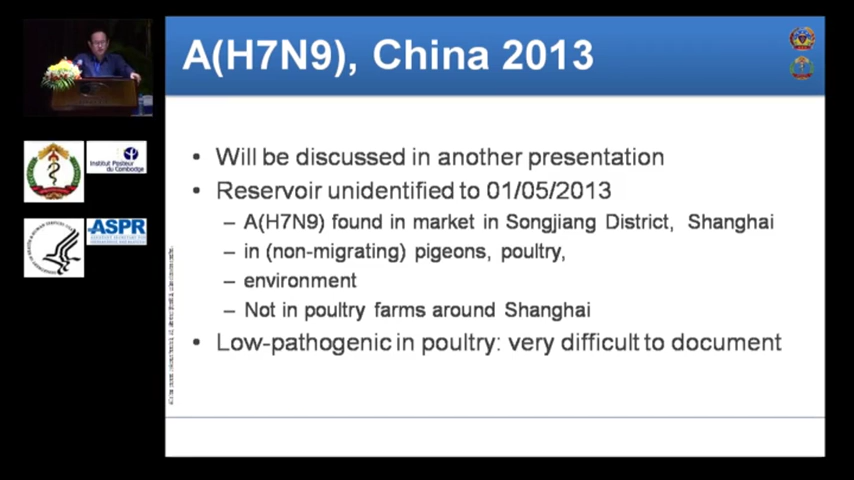 A(H7N9), China 2013
Institut Pasteur
du Cambodge
ASPR
• Will be discussed in another presentation
• Reservoir unidentified to 01/05/2013
– A(H7N9) found in market in Songjiang District, Shanghai
– in (non-migrating) pigeons, poultry,
– environment
– Not in poultry farms around Shanghai
• Low-pathogenic in poultry: very difficult to document